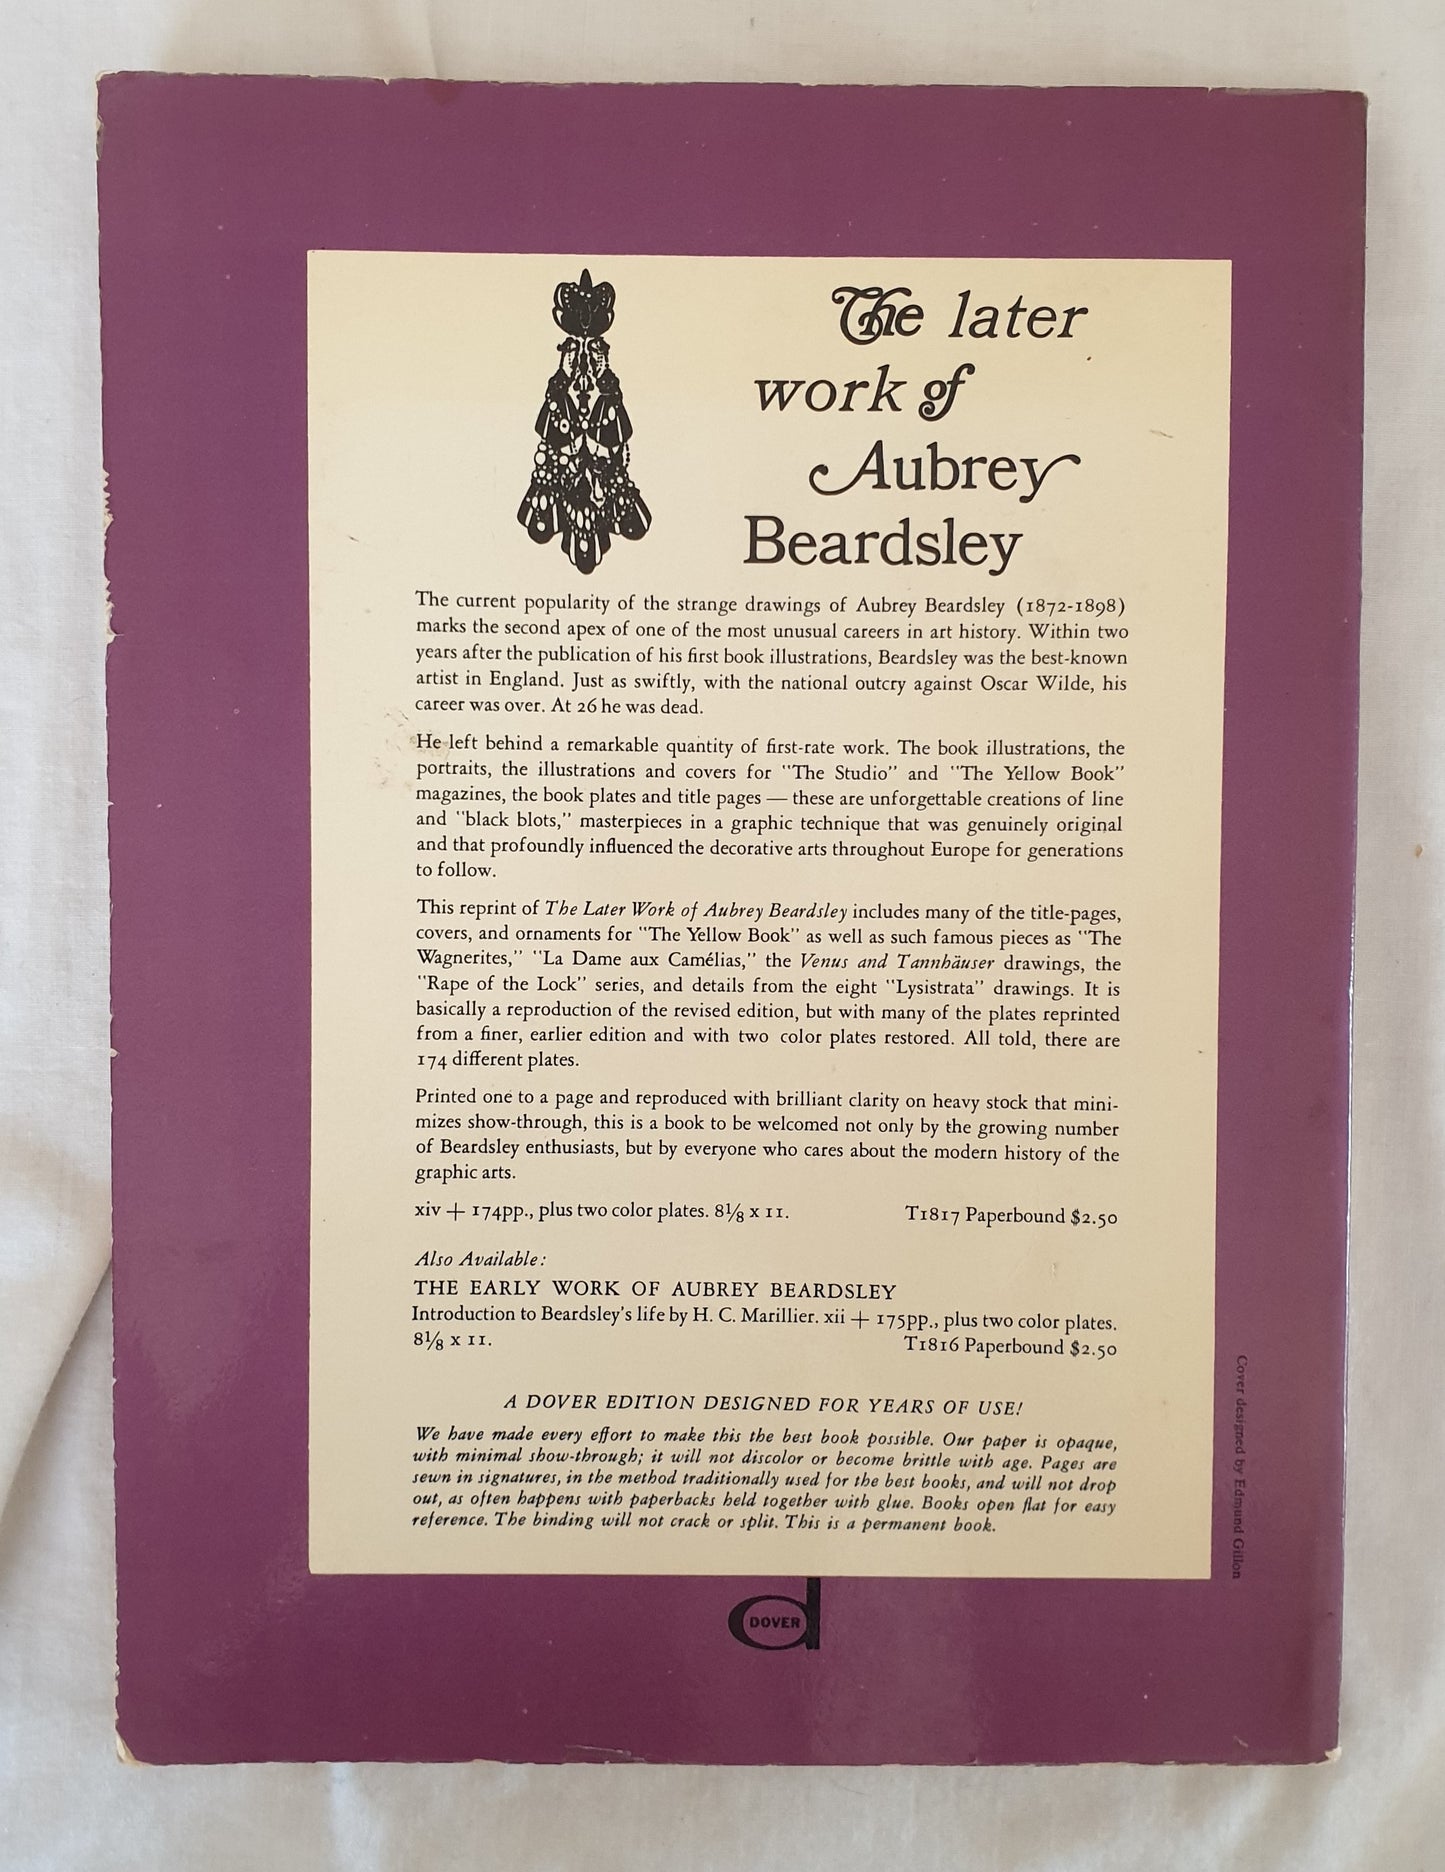 The later
work of
Aubrey
Beardsley
The current popularity of the strange drawings of Aubrey Beardsley (1872-1898)
marks the second apex of one of the most unusual careers in art history. Within two
years after the publication of his first book illustrations, Beardsley was the best-known
artist in England. Just as swiftly, with the national outcry against Oscar Wilde, his
career was over. At 26 he was dead.
He left behind a remarkable quantity of first-rate work. The book illustrations, the
portraits, the illustrations and covers for "The Studio" and "The Yellow Book"
magazines, the book plates and title pages — these are unforgettable creations of line
and "black blots," masterpieces in a graphic technique that was genuinely original
and that profoundly influenced the decorative arts throughout Europe for generations
to follow.
This reprint of The Later Work of Aubrey Beardsley includes many of the title-pages,
covers, and ornaments for "The Yellow Book" as well as such famous pieces as "The
Wagnerites," "La Dame aux Camélias," the Venus and Tannhäuser drawings, the
"Rape of the Lock" series, and details from the eight "Lysistrata" drawings. It is
basically a reproduction of the revised edition, but with many of the plates reprinted
from a finer, earlier edition and with two color plates restored. All told, there are
174 different plates.
Printed one to a page and reproduced with brilliant clarity on heavy stock that mini-
mizes show-through, this is a book to be welcomed not only by the growing number
of Beardsley enthusiasts, but by everyone who cares about the modern history of the
graphic arts.
xiv + 174pp., plus two color plates. 8⅛ x 11. T1817 Paperbound $2.50
Also Available:
THE EARLY WORK OF AUBREY BEARDSLEY
Introduction to Beardsley's life by H. C. Marillier. xii + 175pp., plus two color plates.
8⅛ x 11. T1816 Paperbound $2.50
A DOVER EDITION DESIGNED FOR YEARS OF USE!
We have made every effort to make this the best book possible. Our paper is opaque,
with minimal show-through; it will not discolor or become brittle with age. Pages are
sewn in signatures, in the method traditionally used for the best books, and will not drop
out, as often happens with paperbacks held together with glue. Books open flat for easy
reference. The binding will not crack or split. This is a permanent book.
Cover designed by Edmund Gillon
d
DOVER